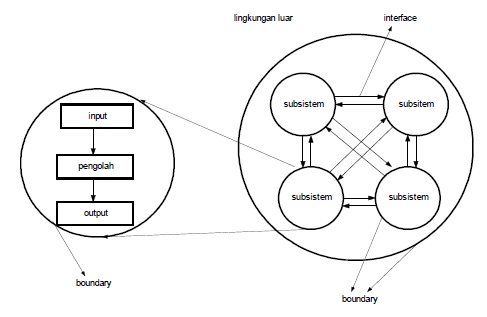 lingkungan luar
interface
subsistem
subsitem
input
pengolah
subsistem
subsistem
output
boundary
boundary